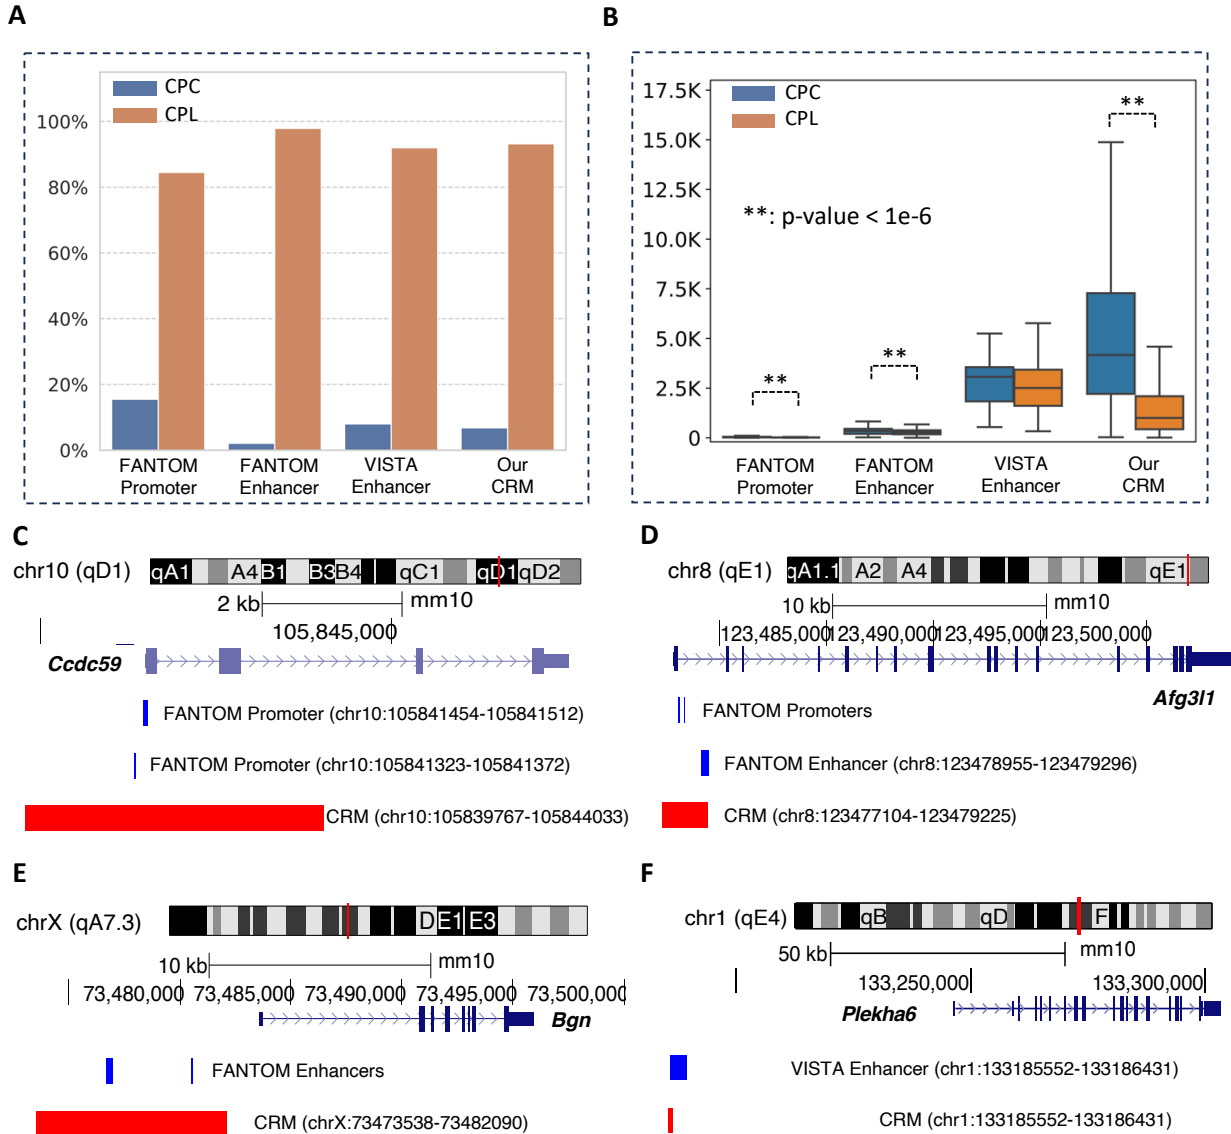 A
CPC
CPL
100%
80%
60%
40%
20%
0%
FANTOM Promoter
FANTOM Enhancer
VISTA Enhancer
Our CRM
B
CPC
CPL
17.5K
15.0K
12.5K
10.0K
7.5K
5.0K
2.5K
0
**: p-value < 1e-6
**
**
**
FANTOM Promoter
FANTOM Enhancer
VISTA Enhancer
Our CRM
C
chr10 (qD1)
qA1 A4 B1 B3 B4 qC1 qD1 qD2
2 kb mm10
105,845,000
Ccdc59
FANTOM Promoter (chr10:105841454-105841512)
FANTOM Promoter (chr10:105841323-105841372)
CRM (chr10:105839767-105844033)
D
chr8 (qE1)
qA1.1 A2 A4 qE1
10 kb mm10
123,485,000 123,490,000 123,495,000 123,500,000
Afg3l1
FANTOM Promoters
FANTOM Enhancer (chr8:123478955-123479296)
CRM (chr8:123477104-123479225)
E
chrX (qA7.3)
D E1 E3
10 kb mm10
73,480,000 73,485,000 73,490,000 73,495,000 73,500,000
Bgn
FANTOM Enhancers
CRM (chrX:73473538-73482090)
F
chr1 (qE4)
qB qD F
50 kb mm10
133,250,000 133,300,000
Plekha6
VISTA Enhancer (chr1:133185552-133186431)
CRM (chr1:133185552-133186431)